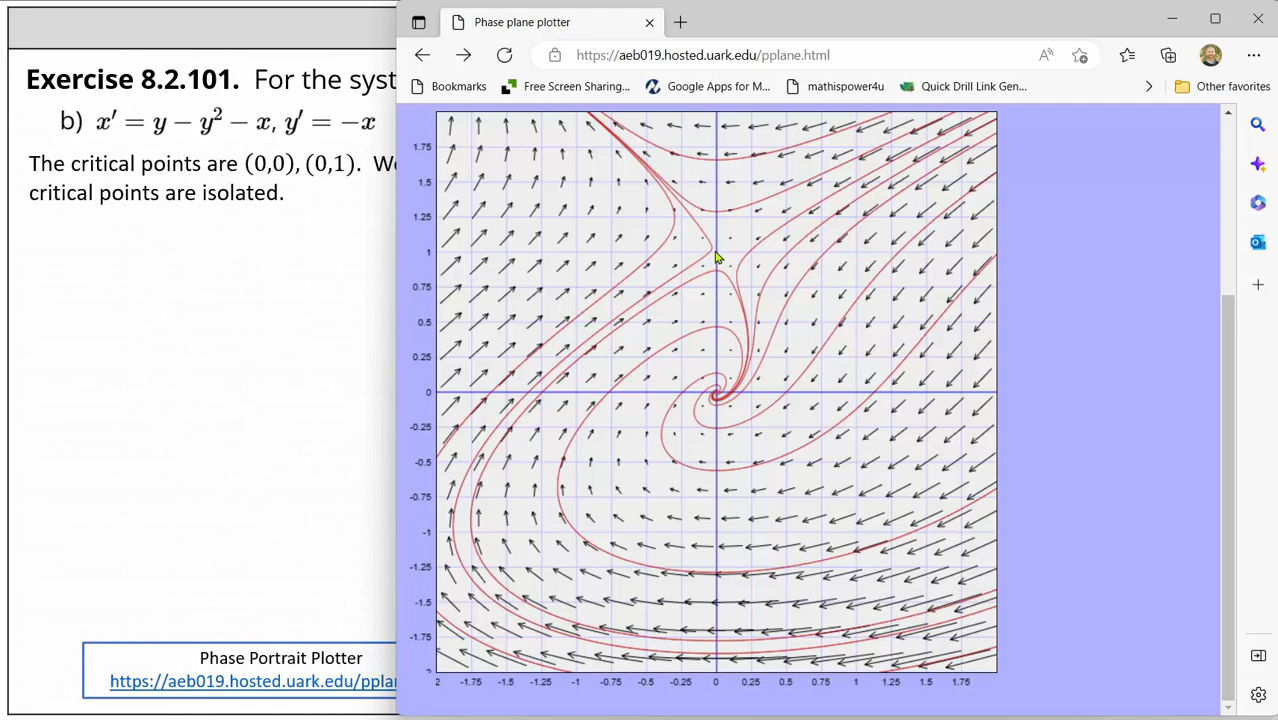 Phase plane plotter
https://aeb019.hosted.uark.edu/pplane.html
Bookmarks Free Screen Sharing... Google Apps for M... mathispower4u Quick Drill Link Gen... Other favorites
Exercise 8.2.101. For the syst
b) x′ = y − y² − x, y′ = −x
The critical points are (0,0), (0,1). We
critical points are isolated.
1.75
1.5
1.25
1
0.75
0.5
0.25
0
-0.25
-0.5
-0.75
-1
-1.25
-1.5
-1.75
2 -1.75 -1.5 -1.25 -1 -0.75 -0.5 -0.25 0 0.25 0.5 0.75 1 1.25 1.5 1.75
Phase Portrait Plotter
https://aeb019.hosted.uark.edu/pplan